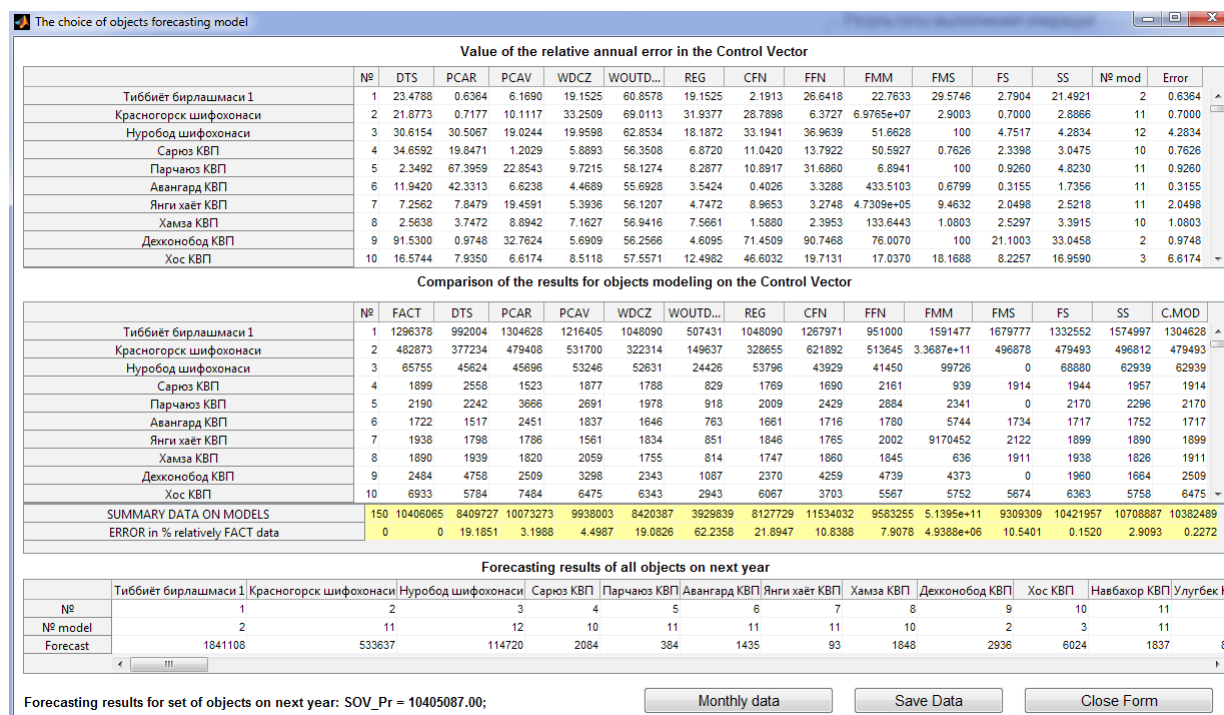 The choice of objects forecasting model
Value of the relative annual error in the Control Vector
№ DTS PCAR PCAV WDCZ WOUTD... REG CFN FFN FMM FMS FS SS № mod Error
Тиббиёт бирлашмаси 1 1 23.4788 0.6364 6.1690 19.1525 60.8578 19.1525 2.1913 26.6418 22.7633 29.5746 2.7904 21.4921 2 0.6364
Красногорск шифохонаси 2 21.8773 0.7177 10.1117 33.2509 69.0113 31.9377 28.7898 6.3727 6.9765e+07 2.9003 0.7000 2.8866 11 0.7000
Нуробод шифохонаси 3 30.6154 30.5067 19.0244 19.9598 62.8534 18.1872 33.1941 36.9639 51.6628 100 4.7517 4.2834 12 4.2834
Сарюз КВП 4 34.6592 19.8471 1.2029 5.8893 56.3508 6.8720 11.0420 13.7922 50.5927 0.7626 2.3398 3.0475 10 0.7626
Парчаюз КВП 5 2.3492 67.3959 22.8543 9.7215 58.1274 8.2877 10.8917 31.6860 6.8941 100 0.9260 4.8230 11 0.9260
Авангард КВП 6 11.9420 42.3313 6.6238 4.4689 55.6928 3.5424 0.4026 3.3288 433.5103 0.6799 0.3155 1.7356 11 0.3155
Янги хаёт КВП 7 7.2562 7.8479 19.4591 5.3936 56.1207 4.7472 8.9653 3.2748 4.7309e+05 9.4632 2.0498 2.5218 11 2.0498
Хамза КВП 8 2.5638 3.7472 8.8942 7.1627 56.9416 7.5661 1.5880 2.3953 133.6443 1.0803 2.5297 3.3915 10 1.0803
Дехконобод КВП 9 91.5300 0.9748 32.7624 5.6909 56.2566 4.6095 71.4509 90.7468 76.0070 100 21.1003 33.0458 2 0.9748
Хос КВП 10 16.5744 7.9350 6.6174 8.5118 57.5571 12.4982 46.6032 19.7131 17.0370 18.1688 8.2257 16.9590 3 6.6174
Comparison of the results for objects modeling on the Control Vector
№ FACT DTS PCAR PCAV WDCZ WOUTD... REG CFN FFN FMM FMS FS SS C.MOD
Тиббиёт бирлашмаси 1 1 1296378 992004 1304628 1216405 1048090 507431 1048090 1267971 951000 1591477 1679777 1332552 1574997 1304628
Красногорск шифохонаси 2 482873 377234 479408 531700 322314 149637 328655 621892 513645 3.3687e+11 496878 479493 496812 479493
Нуробод шифохонаси 3 65755 45624 45696 53246 52631 24426 53796 43929 41450 99726 0 68880 62939 62939
Сарюз КВП 4 1899 2558 1523 1877 1788 829 1769 1690 2161 939 1914 1944 1957 1914
Парчаюз КВП 5 2190 2242 3666 2691 1978 918 2009 2429 2884 2341 0 2170 2296 2170
Авангард КВП 6 1722 1517 2451 1837 1646 763 1661 1716 1780 5744 1734 1717 1752 1717
Янги хаёт КВП 7 1938 1798 1786 1561 1834 851 1846 1765 2002 9170452 2122 1899 1890 1899
Хамза КВП 8 1890 1939 1820 2059 1755 814 1747 1860 1845 636 1911 1938 1826 1911
Дехконобод КВП 9 2484 4758 2509 3298 2343 1087 2370 4259 4739 4373 0 1960 1664 2509
Хос КВП 10 6933 5784 7484 6475 6343 2943 6067 3703 5567 5752 5674 6363 5758 6475
SUMMARY DATA ON MODELS 150 10406065 8409727 10073273 9938003 8420387 3929839 8127729 11534032 9583255 5.1395e+11 9309309 10421957 10708887 10382489
ERROR in % relatively FACT data 0 0 19.1851 3.1988 4.4987 19.0826 62.2358 21.8947 10.8388 7.9078 4.9388e+06 10.5401 0.1520 2.9093 0.2272
Forecasting results of all objects on next year
Тиббиёт бирлашмаси 1 Красногорск шифохонаси Нуробод шифохонаси Сарюз КВП Парчаюз КВП Авангард КВП Янги хаёт КВП Хамза КВП Дехконобод КВП Хос КВП Навбахор КВП Улугбек
№ 1 2 3 4 5 6 7 8 9 10 11
№ model 2 11 12 10 11 11 11 10 2 3 11
Forecast 1841108 533637 114720 2084 384 1435 93 1848 2936 6024 1837
Forecasting results for set of objects on next year: SOV_Pr = 10405087.00;
Monthly data
Save Data
Close Form